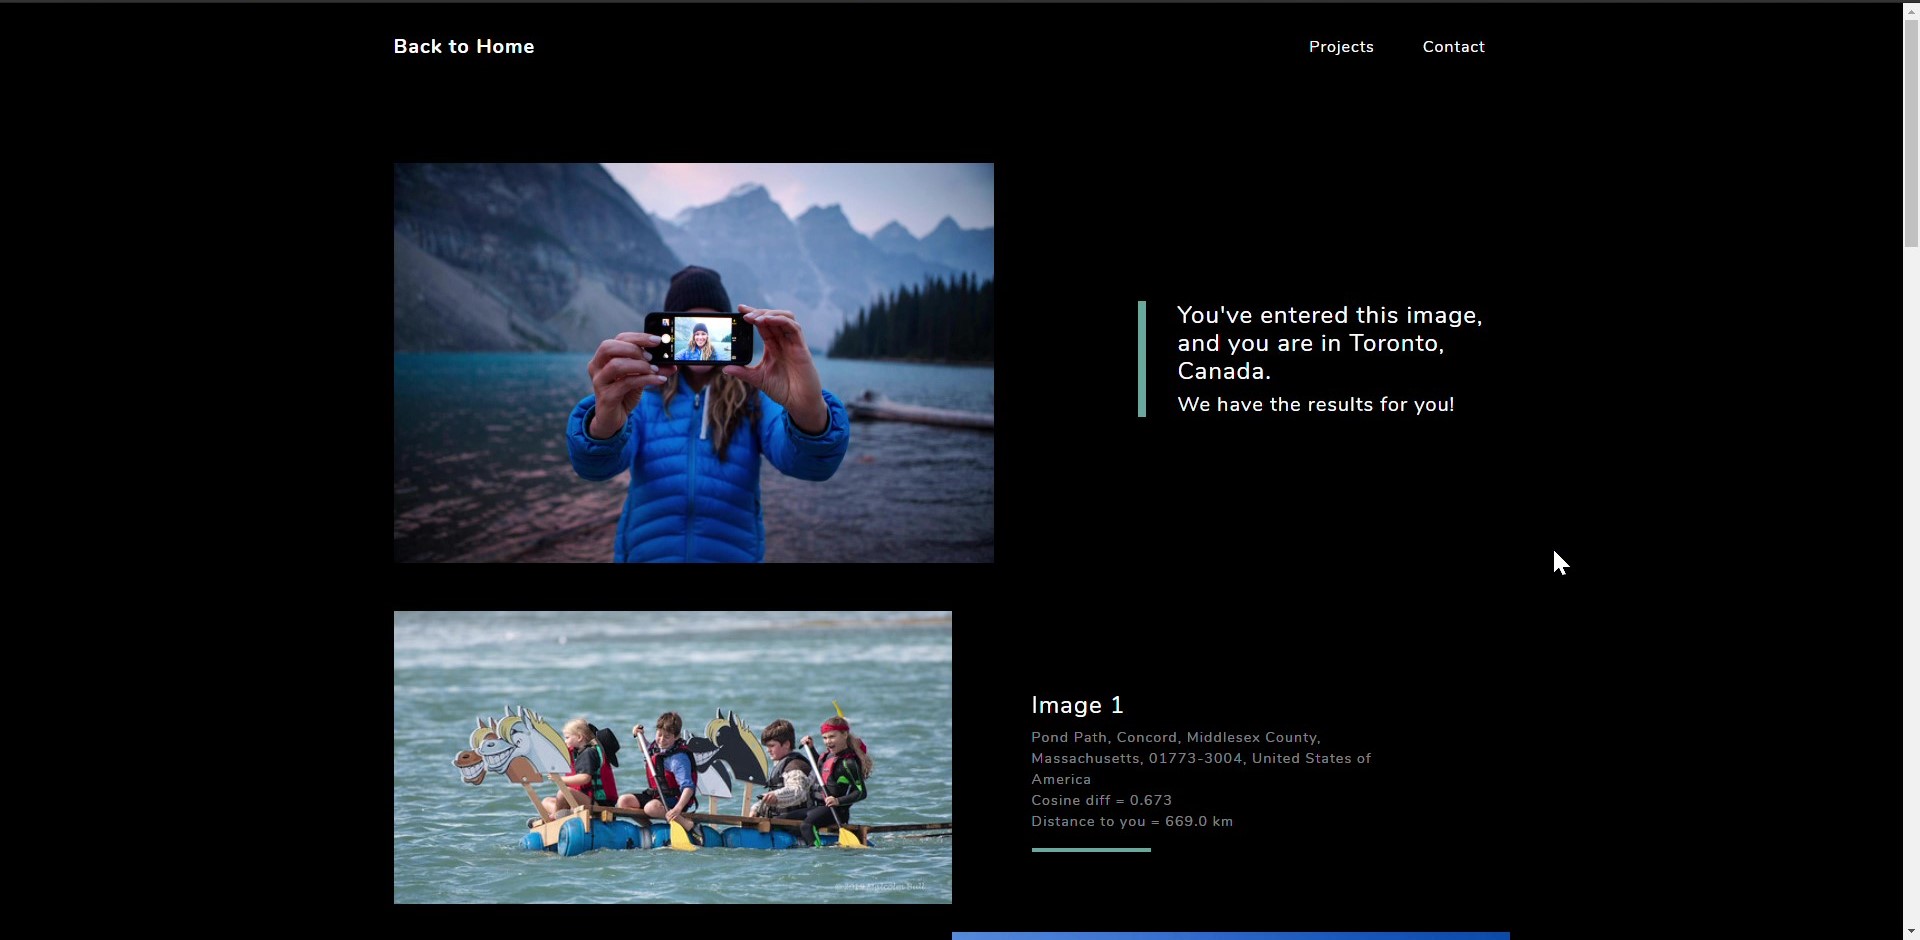 Back to Home
Projects
Contact
You've entered this image,
and you are in Toronto,
Canada.
We have the results for you!
Image 1
Pond Path, Concord, Middlesex County,
Massachusetts, 01773-3004, United States of
America
Cosine diff = 0.673
Distance to you = 669.0 km